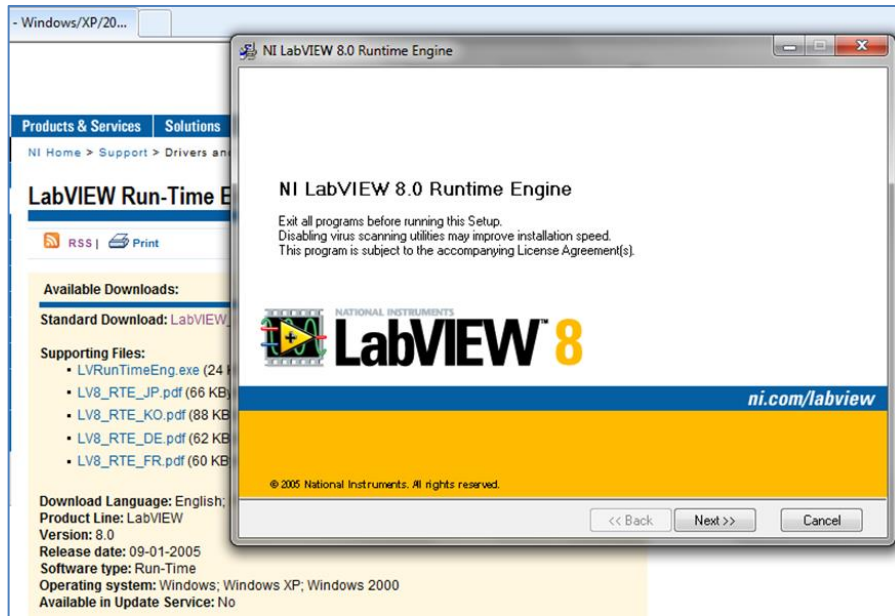 - Windows/XP/20...
NI LabVIEW 8.0 Runtime Engine
Products & Services
Solutions
NI Home > Support > Drivers an
LabVIEW Run-Time E
RSS |
Print
Available Downloads:
Standard Download: LabVIEW_
Supporting Files:
• LVRunTimeEng.exe (24 K
• LV8_RTE_JP.pdf (66 KBy
• LV8_RTE_KO.pdf (88 KB
• LV8_RTE_DE.pdf (62 KB
• LV8_RTE_FR.pdf (60 KB
Download Language: English;
Product Line: LabVIEW
Version: 8.0
Release date: 09-01-2005
Software type: Run-Time
Operating system: Windows; Windows XP; Windows 2000
Available in Update Service: No
NI LabVIEW 8.0 Runtime Engine
Exit all programs before running this Setup.
Disabling virus scanning utilities may improve installation speed.
This program is subject to the accompanying License Agreement(s).
NATIONAL INSTRUMENTS
LabVIEW™ 8
ni.com/labview
© 2005 National Instruments. All rights reserved.
<< Back
Next >>
Cancel